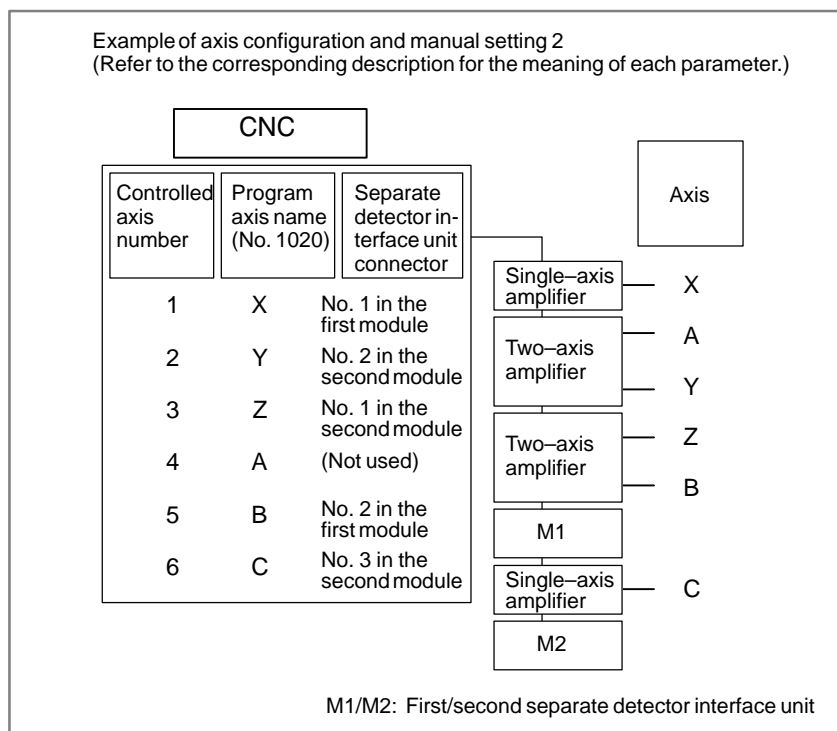 Example of axis configuration and manual setting 2
(Refer to the corresponding description for the meaning of each parameter.)
CNC
Controlled
axis
number
Program
axis name
(No. 1020)
Separate
detector in-
terface unit
connector
1 X No. 1 in the
first module
2 Y No. 2 in the
second module
3 Z No. 1 in the
second module
4 A (Not used)
5 B No. 2 in the
first module
6 C No. 3 in the
second module
Axis
Single–axis
amplifier
X
Two–axis
amplifier
A
Y
Two–axis
amplifier
Z
B
M1
Single–axis
amplifier
C
M2
M1/M2: First/second separate detector interface unit